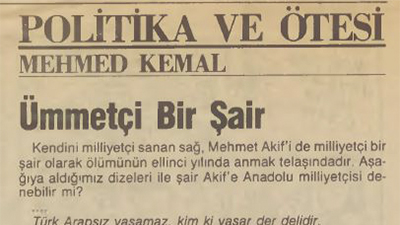 POLİTİKA VE ÖTESİ
MEHMED KEMAL
Ümmetçi Bir Şair
Kendini milliyetçi sanan sağ, Mehmet Akif'i de milliyetçi bir
şair olarak ölümünün ellinci yılında anmak telaşındadır. Aşa-
ğıya aldığımız dizeleri ile şair Akif'e Anadolu milliyetçisi de-
nebilir mi?
"....
Türk Arapsız yaşamaz, kim ki yaşar der delidir.